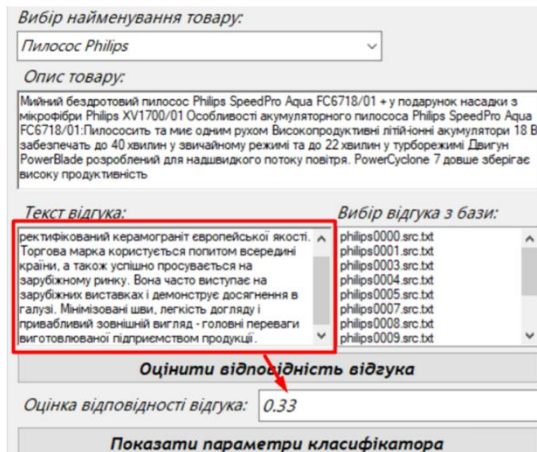 Вибір найменування товару:
Пилосос Philips
Опис товару:
Мийний бездротовий пилосос Philips SpeedPro Aqua FC6718/01 + у подарунок насадки з
мікрофібри Philips XV1700/01 Особливості акумуляторного пилососа Philips SpeedPro Aqua
FC6718/01:Пилососить та миє одним рухом Високопродуктивні літій-іонні акумулятори 18 В
забезпечать до 40 хвилин у звичайному режимі та до 22 хвилин у турборежимі Двигун
PowerBlade розроблений для надшвидкого потоку повітря. PowerCyclone 7 довше зберігає
високу продуктивність
Текст відгука:
ректифікований керамограніт європейської якості.
Торгова марка користується попитом всередині
країни, а також успішно просувається на
зарубіжному ринку. Вона часто виступає на
зарубіжних виставках і демонструє досягнення в
галузі. Мінімізовані шви, легкість догляду і
привабливий зовнішній вигляд - головні переваги
виготовлюваної підприємством продукції.
Вибір відгука з бази:
philips0000.src.txt
philips0001.src.txt
philips0003.src.txt
philips0004.src.txt
philips0005.src.txt
philips0007.src.txt
philips0008.src.txt
philips0009.src.txt
Оцінити відповідність відгука
Оцінка відповідності відгука: 0.33
Показати параметри класифікатора